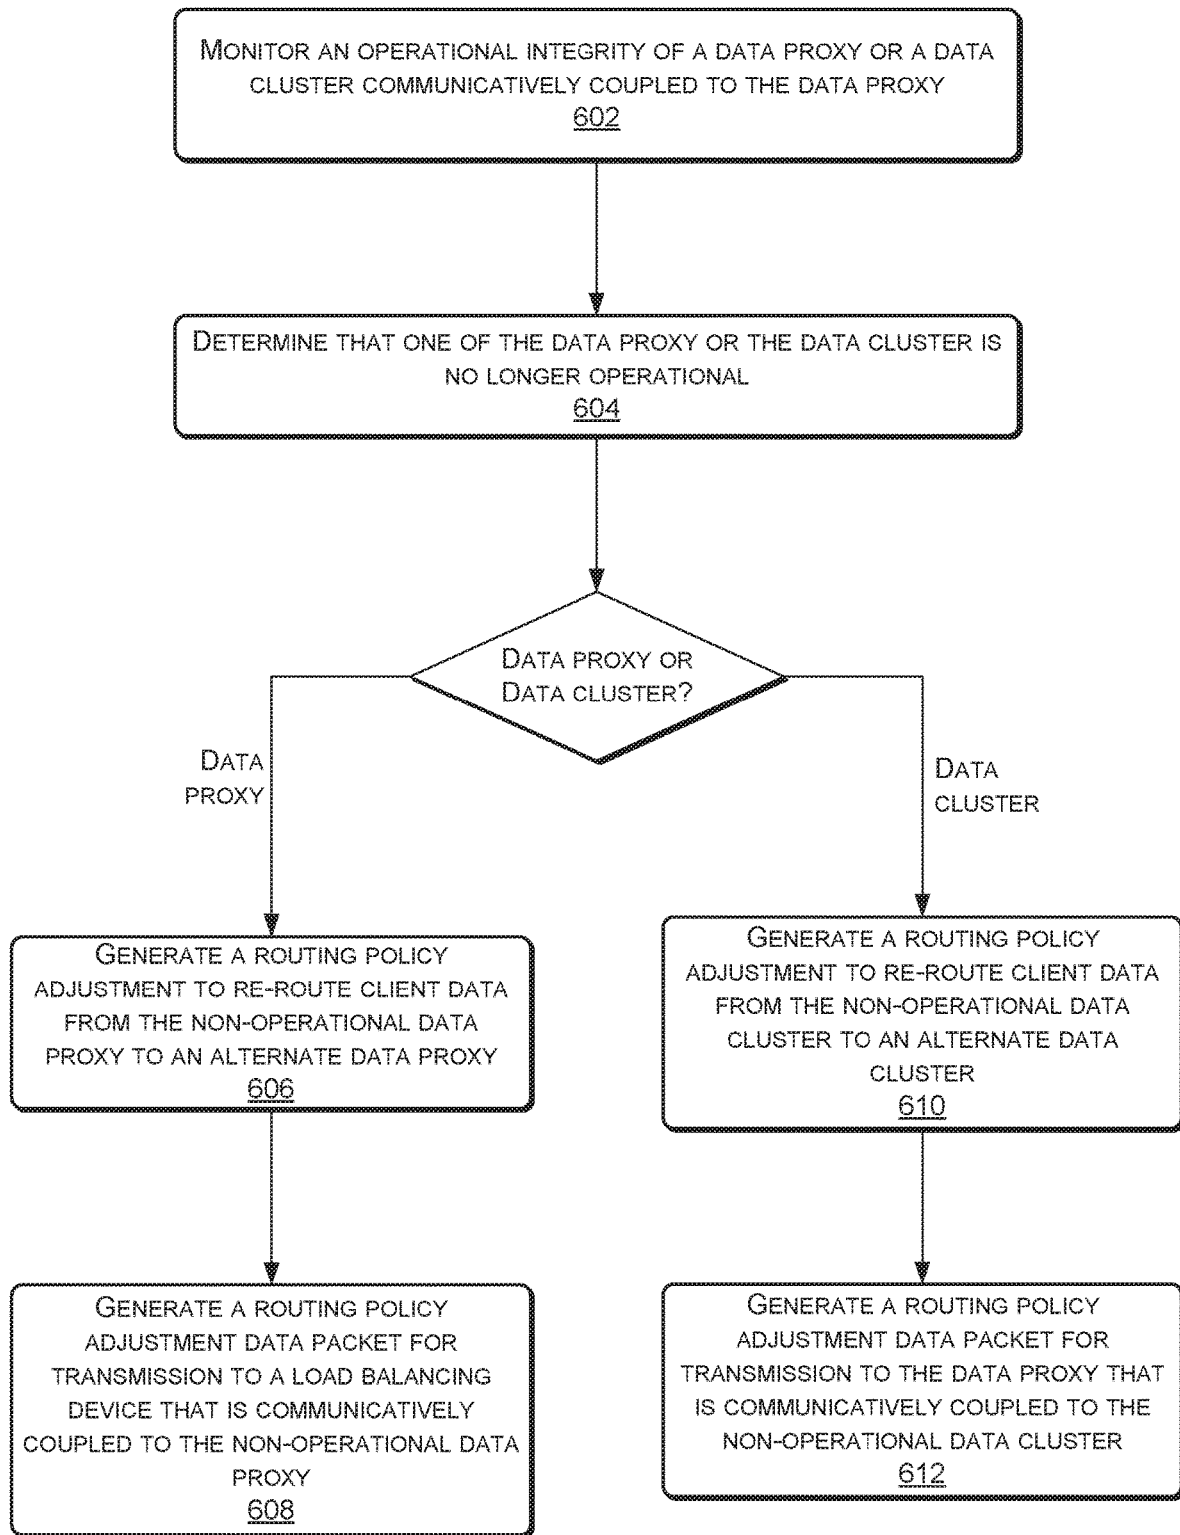 MONITOR AN OPERATIONAL INTEGRITY OF A DATA PROXY OR A DATA
CLUSTER COMMUNICATIVELY COUPLED TO THE DATA PROXY
602
DETERMINE THAT ONE OF THE DATA PROXY OR THE DATA CLUSTER IS
NO LONGER OPERATIONAL
604
DATA PROXY OR
DATA CLUSTER?
DATA
PROXY
DATA
CLUSTER
GENERATE A ROUTING POLICY
ADJUSTMENT TO RE-ROUTE CLIENT DATA
FROM THE NON-OPERATIONAL DATA
PROXY TO AN ALTERNATE DATA PROXY
606
GENERATE A ROUTING POLICY
ADJUSTMENT TO RE-ROUTE CLIENT DATA
FROM THE NON-OPERATIONAL DATA
CLUSTER TO AN ALTERNATE DATA
CLUSTER
610
GENERATE A ROUTING POLICY
ADJUSTMENT DATA PACKET FOR
TRANSMISSION TO A LOAD BALANCING
DEVICE THAT IS COMMUNICATIVELY
COUPLED TO THE NON-OPERATIONAL DATA
PROXY
608
GENERATE A ROUTING POLICY
ADJUSTMENT DATA PACKET FOR
TRANSMISSION TO THE DATA PROXY THAT
IS COMMUNICATIVELY COUPLED TO THE
NON-OPERATIONAL DATA CLUSTER
612